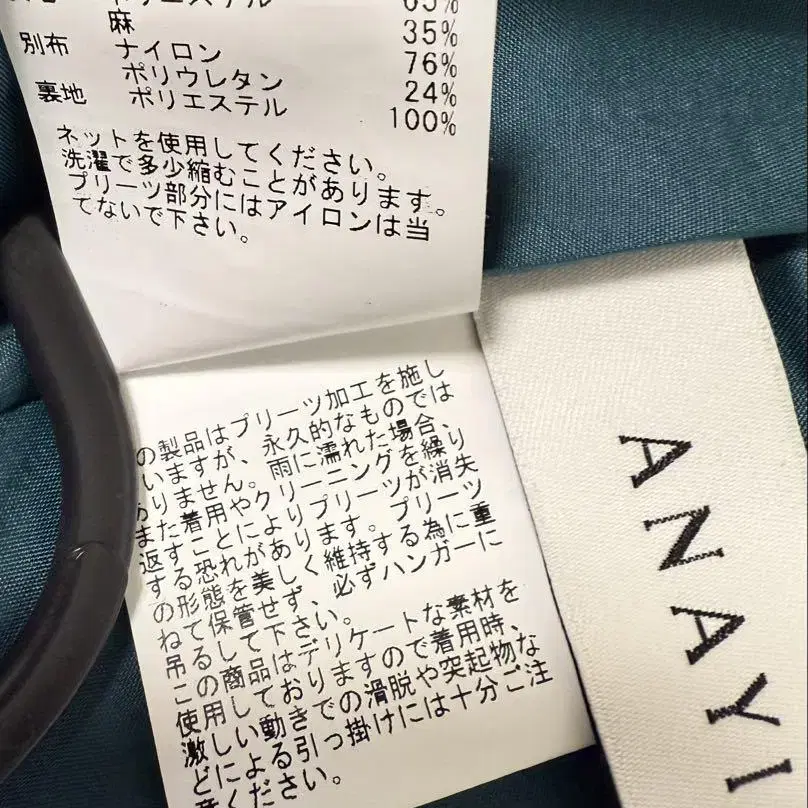 ポリエステル 65%
麻 35%
別布 ナイロン 76%
ポリウレタン 24%
裏地 ポリエステル 100%
ネットを使用してください。
洗濯で多少縮むことがあります。
プリーツ部分にはアイロンは当
てないで下さい。
の製品はプリーツ加工を施し
いますが、永久的なものでは
りません。雨に濡れた場合、
また着用やクリーニングを繰り
返すことによりプリーツが消失
する恐れがあります。プリーツ
の形態を美しく維持する為に重
ねて保管せず、必ずハンガーに
吊るして下さい。
この商品はデリケートな素材を
使用しておりますので着用時、
激しい動きでの滑脱や突起物な
どによる引っ掛けには十分ご注
意ください。
ANAYI